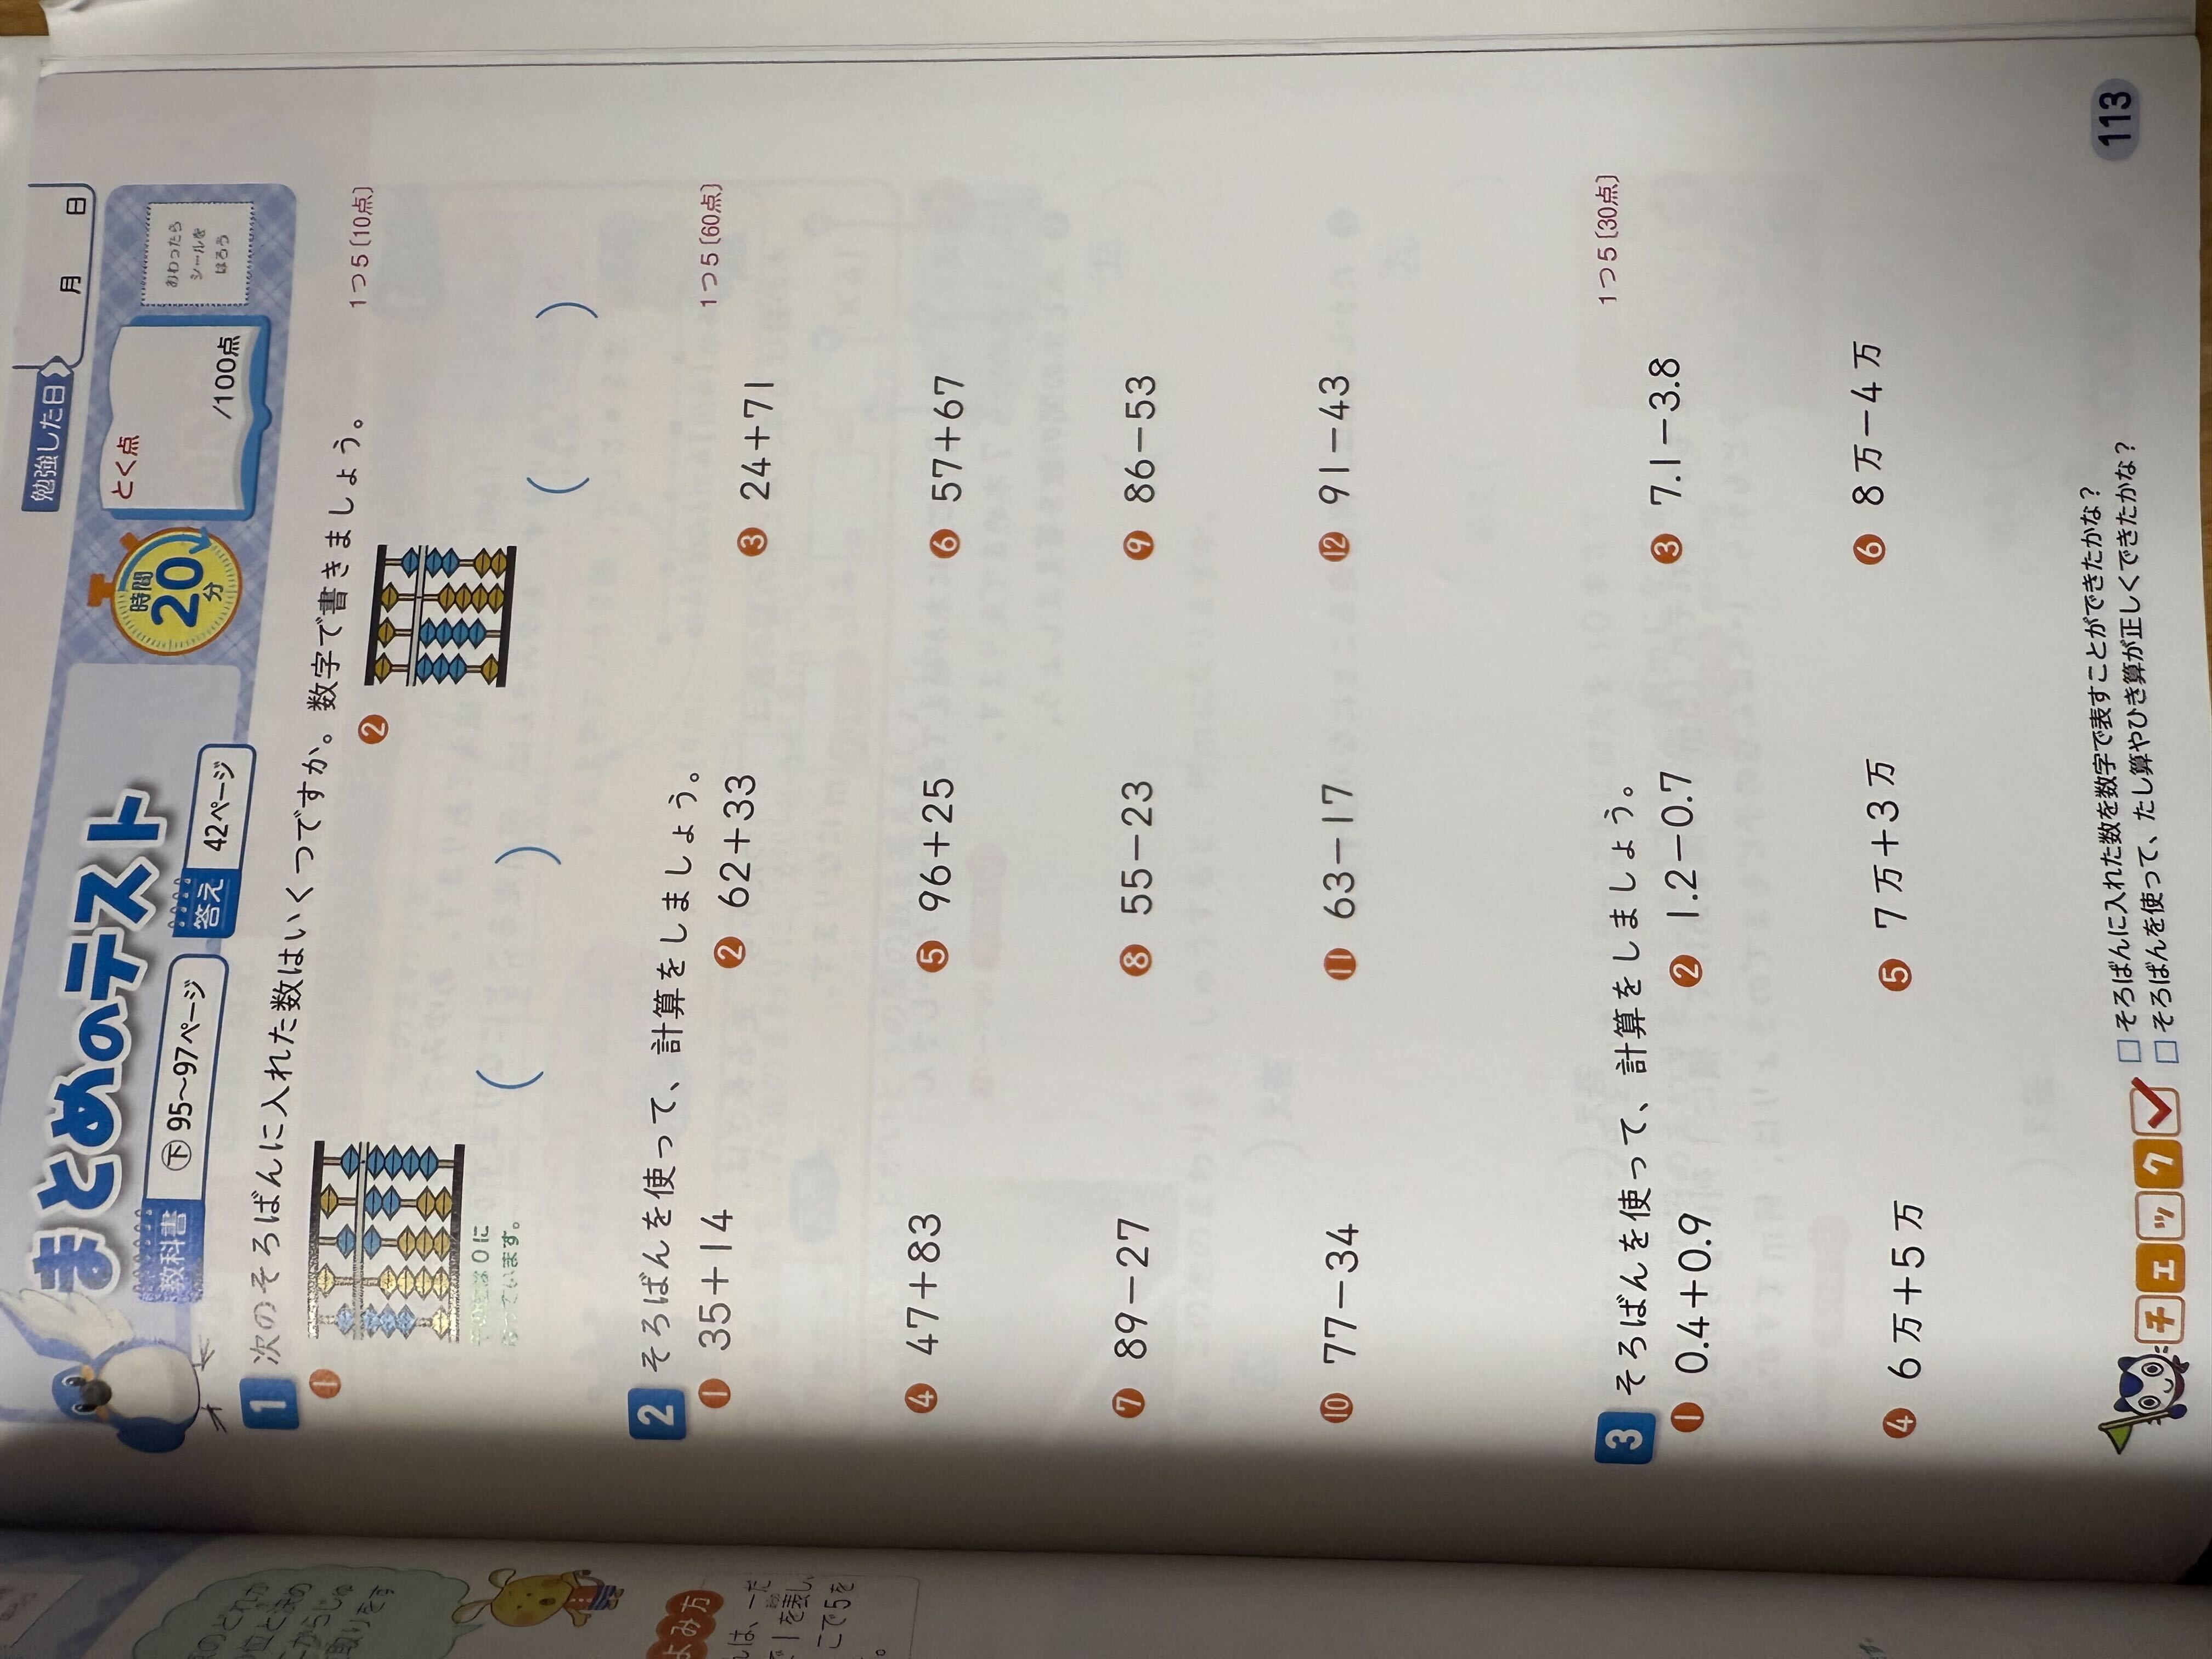 まとめのテスト
勉強した日
月 日
教科書 ㊦ 95~97ページ
答え 42ページ
時間 20分
とく点
/100点
おわったら
シールを
はろう
1 次のそろばんに入れた数はいくつですか。数字で書きましょう。 1つ5〔10点〕
❶ ❷
( ) ( )
2 そろばんを使って、計算をしましょう。 1つ5〔60点〕
❶ 35+14 ❷ 62+33 ❸ 24+71
❹ 47+83 ❺ 96+25 ❻ 57+67
❼ 89-27 ❽ 55-23 ❾ 86-53
❿ 77-34 ⓫ 63-17 ⓬ 91-43
3 そろばんを使って、計算をしましょう。 1つ5〔30点〕
❶ 0.4+0.9 ❷ 1.2-0.7 ❸ 7.1-3.8
❹ 6万+5万 ❺ 7万+3万 ❻ 8万-4万
チェック
□ そろばんに入れた数を数字で表すことができたかな?
□ そろばんを使って、たし算やひき算が正しくできたかな?
113
よみ方